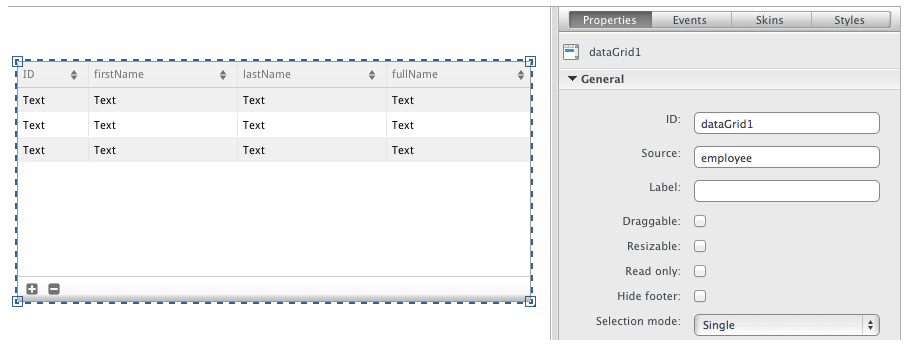 Properties Events Skins Styles
dataGrid1
General
ID firstName lastName fullName
Text Text Text Text
Text Text Text Text
Text Text Text Text
ID: dataGrid1
Source: employee
Label:
Draggable:
Resizable:
Read only:
Hide footer:
Selection mode: Single